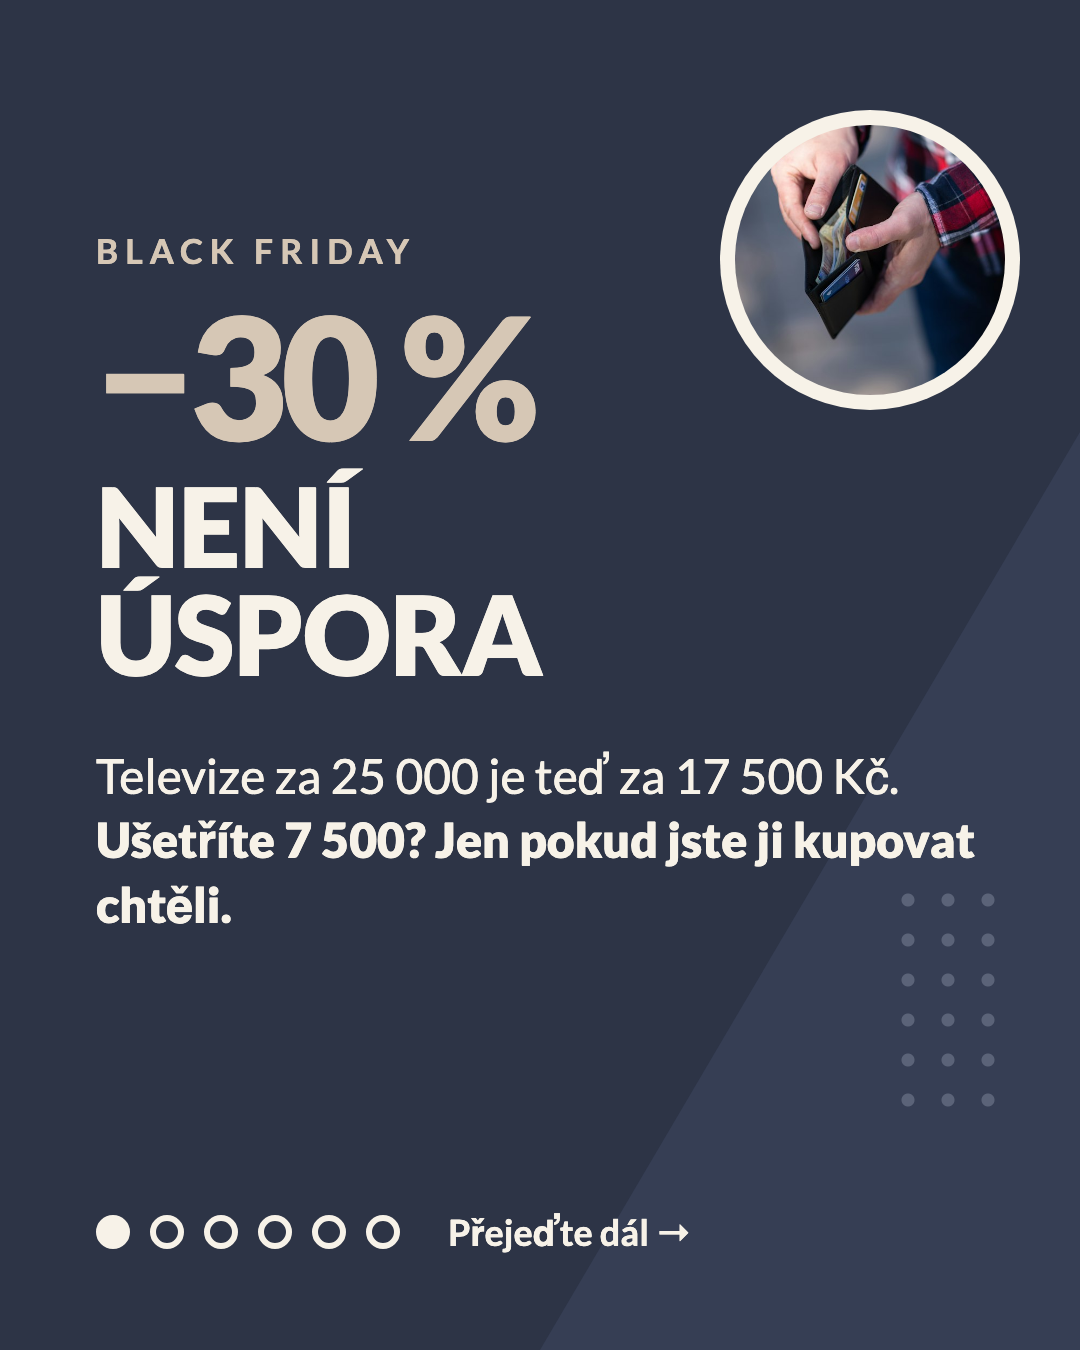 BLACK FRIDAY
−30 %
NENÍ
ÚSPORA
Televize za 25 000 je teď za 17 500 Kč.
Ušetříte 7 500? Jen pokud jste ji kupovat
chtěli.
Přejeďte dál →